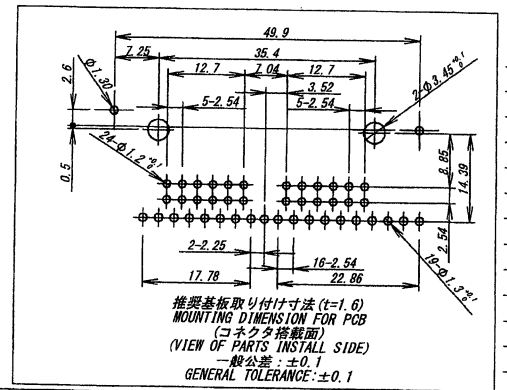 49.9
7.25
35.4
12.7
7.04
12.7
3.52
5-2.54
5-2.54
2.6
Φ1.30
2-Φ3.45 +0.1 0
0.5
24-Φ1.2 +0.1 0
8.85
14.39
2.54
2-2.25
16-2.54
19-Φ1.3 +0.1 0
17.78
22.86
推奨基板取り付け寸法(t=1.6)
MOUNTING DIMENSION FOR PCB
(コネクタ搭載面)
(VIEW OF PARTS INSTALL SIDE)
一般公差:±0.1
GENERAL TOLERANCE:±0.1